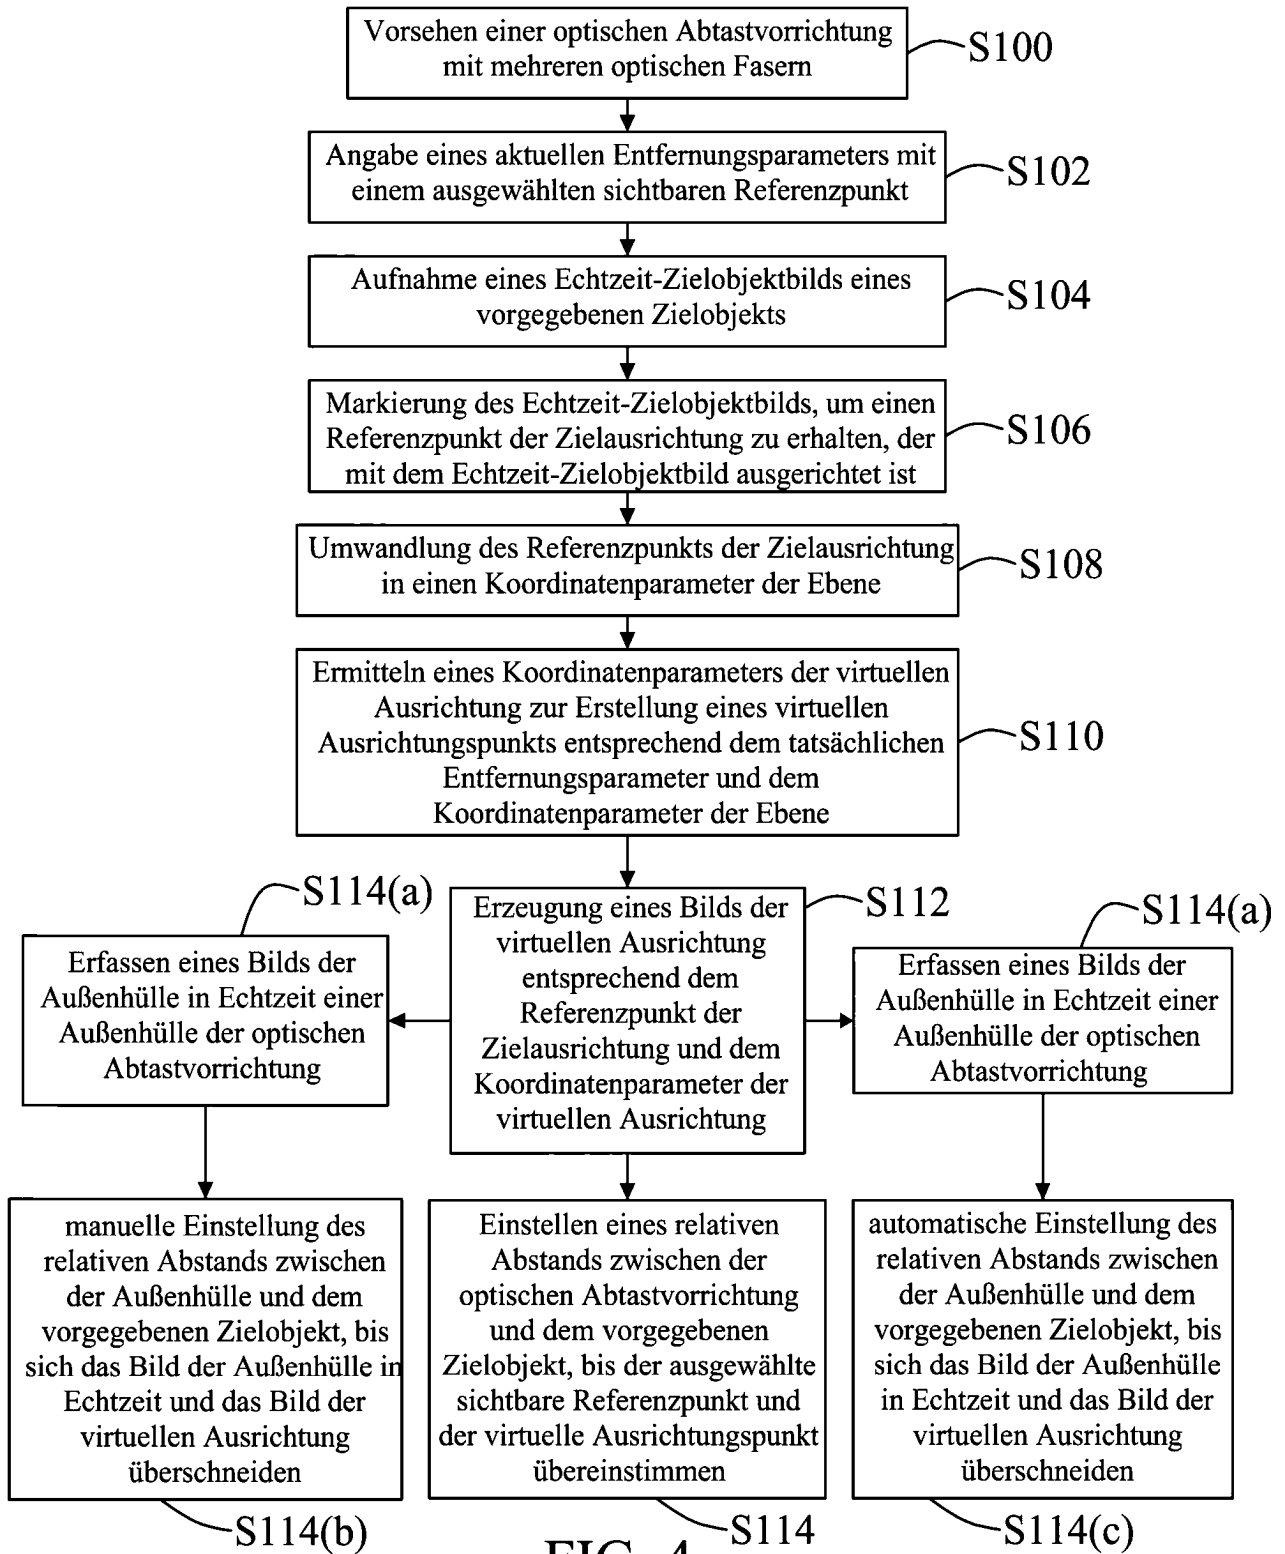 Vorsehen einer optischen Abtastvorrichtung
mit mehreren optischen Fasern
S100
Angabe eines aktuellen Entfernungsparameters mit
einem ausgewählten sichtbaren Referenzpunkt
S102
Aufnahme eines Echtzeit-Zielobjektbilds eines
vorgegebenen Zielobjekts
S104
Markierung des Echtzeit-Zielobjektbilds, um einen
Referenzpunkt der Zielausrichtung zu erhalten, der
mit dem Echtzeit-Zielobjektbild ausgerichtet ist
S106
Umwandlung des Referenzpunkts der Zielausrichtung
in einen Koordinatenparameter der Ebene
S108
Ermitteln eines Koordinatenparameters der virtuellen
Ausrichtung zur Erstellung eines virtuellen
Ausrichtungspunkts entsprechend dem tatsächlichen
Entfernungsparameter und dem
Koordinatenparameter der Ebene
S110
S114(a)
Erfassen eines Bilds der
Außenhülle in Echtzeit einer
Außenhülle der optischen
Abtastvorrichtung
Erzeugung eines Bilds der
virtuellen Ausrichtung
entsprechend dem
Referenzpunkt der
Zielausrichtung und dem
Koordinatenparameter der
virtuellen Ausrichtung
S112
S114(a)
Erfassen eines Bilds der
Außenhülle in Echtzeit einer
Außenhülle der optischen
Abtastvorrichtung
manuelle Einstellung des
relativen Abstands zwischen
der Außenhülle und dem
vorgegebenen Zielobjekt, bis
sich das Bild der Außenhülle in
Echtzeit und das Bild der
virtuellen Ausrichtung
überschneiden
S114(b)
Einstellen eines relativen
Abstands zwischen der
optischen Abtastvorrichtung
und dem vorgegebenen
Zielobjekt, bis der ausgewählte
sichtbare Referenzpunkt und
der virtuelle Ausrichtungspunkt
übereinstimmen
S114
automatische Einstellung des
relativen Abstands zwischen
der Außenhülle und dem
vorgegebenen Zielobjekt, bis
sich das Bild der Außenhülle
in Echtzeit und das Bild der
virtuellen Ausrichtung
überschneiden
S114(c)
FIG. 4